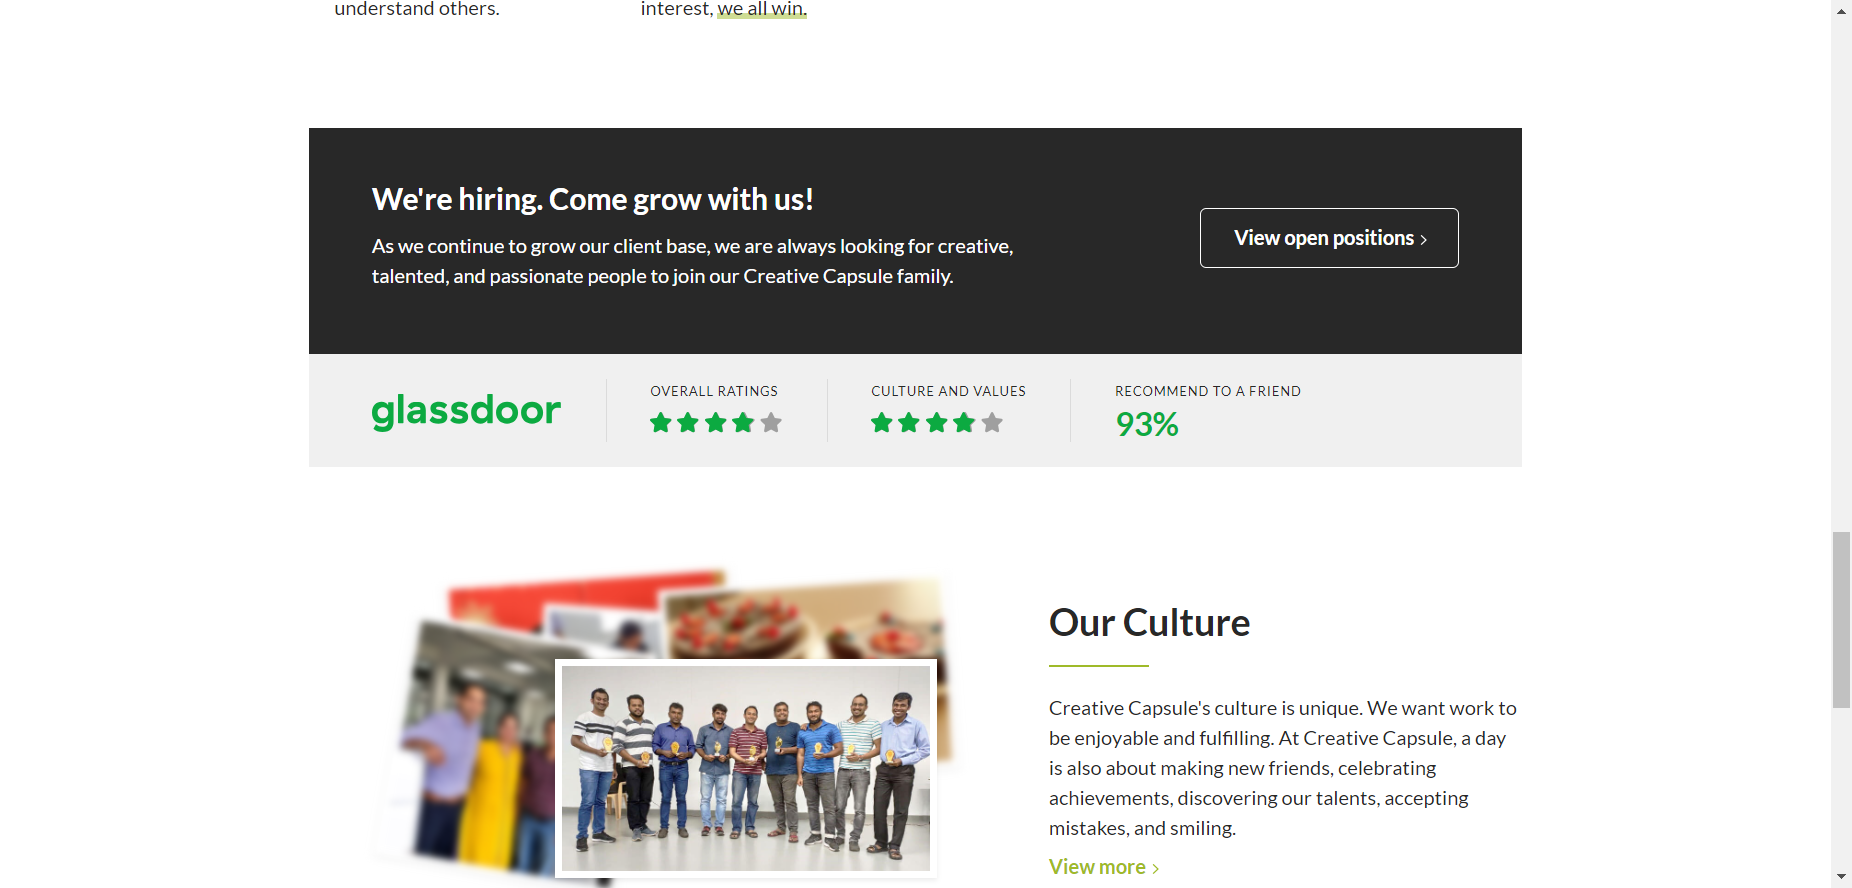 understand others.
interest, we all win.
We're hiring. Come grow with us!
As we continue to grow our client base, we are always looking for creative,
talented, and passionate people to join our Creative Capsule family.
View open positions ›
glassdoor
OVERALL RATINGS
CULTURE AND VALUES
RECOMMEND TO A FRIEND
93%
Our Culture
Creative Capsule's culture is unique. We want work to
be enjoyable and fulfilling. At Creative Capsule, a day
is also about making new friends, celebrating
achievements, discovering our talents, accepting
mistakes, and smiling.
View more ›